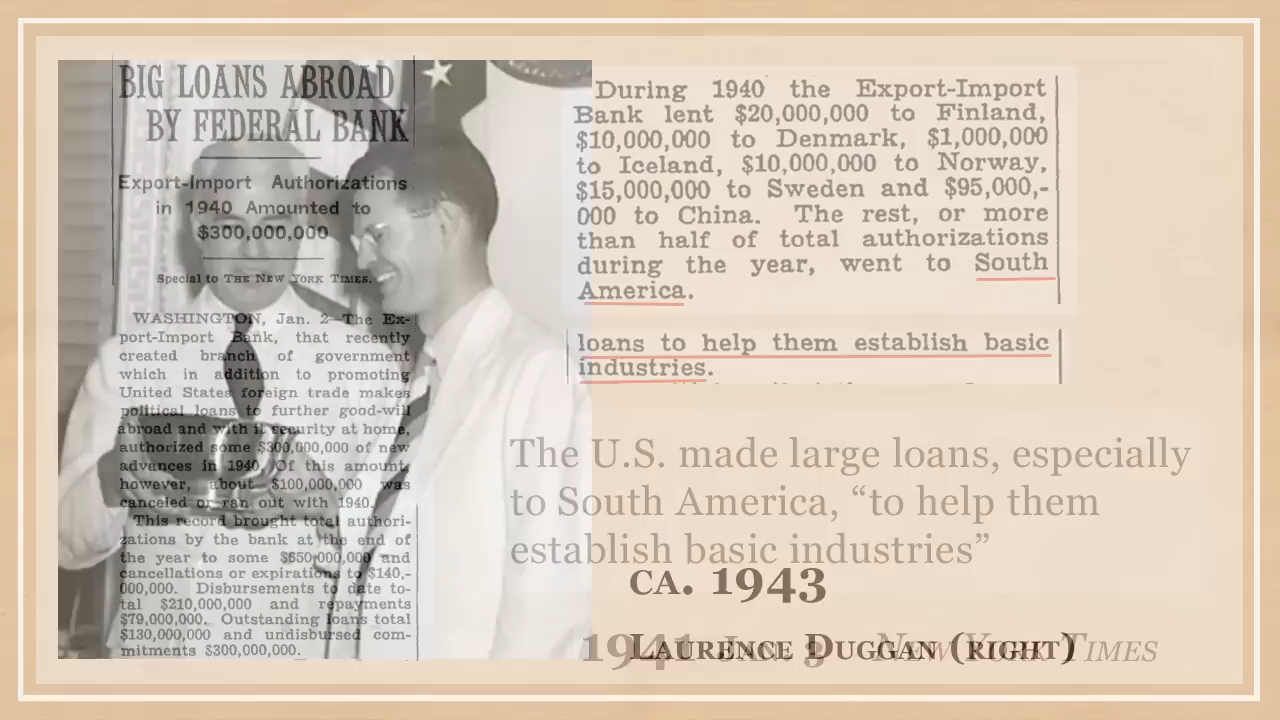 BIG LOANS ABROAD
BY FEDERAL BANK
Export-Import Authorizations
in 1940 Amounted to
$300,000,000
Special to THE NEW YORK TIMES.
WASHINGTON, Jan. 2—The Ex-
port-Import Bank, that recently
created branch of government
which in addition to promoting
United States foreign trade makes
political loans to further good-will
abroad and with it security at home,
authorized some $300,000,000 of new
advances in 1940. Of this amount,
however, about $100,000,000 was
canceled or ran out with 1940.
This record brought total authori-
zations by the bank at the end of
the year to some $650,000,000 and
cancellations or expirations to $140,-
000,000. Disbursements to date to-
tal $210,000,000 and repayments
$79,000,000. Outstanding loans total
$130,000,000 and undisbursed com-
mitments $300,000,000.
During 1940 the Export-Import
Bank lent $20,000,000 to Finland,
$10,000,000 to Denmark, $1,000,000
to Iceland, $10,000,000 to Norway,
$15,000,000 to Sweden and $95,000,-
000 to China. The rest, or more
than half of total authorizations
during the year, went to South
America.
loans to help them establish basic
industries.
The U.S. made large loans, especially
to South America, “to help them
establish basic industries”
CA. 1943
LAURENCE DUGGAN (RIGHT)
1941 JAN. 3 NEW YORK TIMES